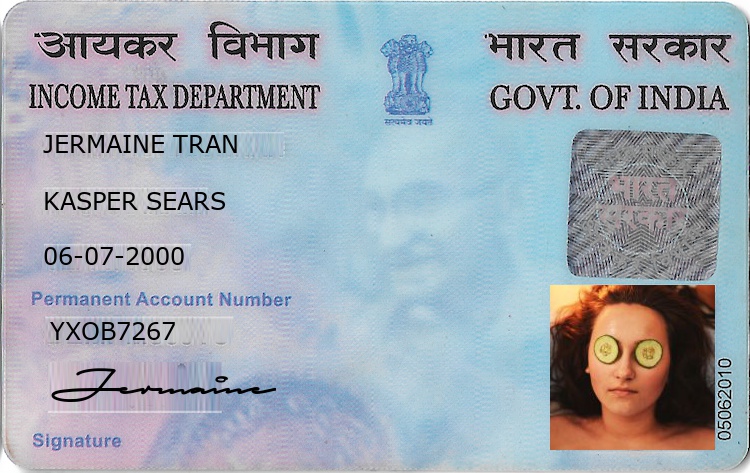 आयकर विभाग
भारत सरकार
INCOME TAX DEPARTMENT
GOVT. OF INDIA
सत्यमेव जयते
JERMAINE TRAN
भारत
सरकार
KASPER SEARS
06-07-2000
Permanent Account Number
YXOB7267
Jermaine
Signature
05062010